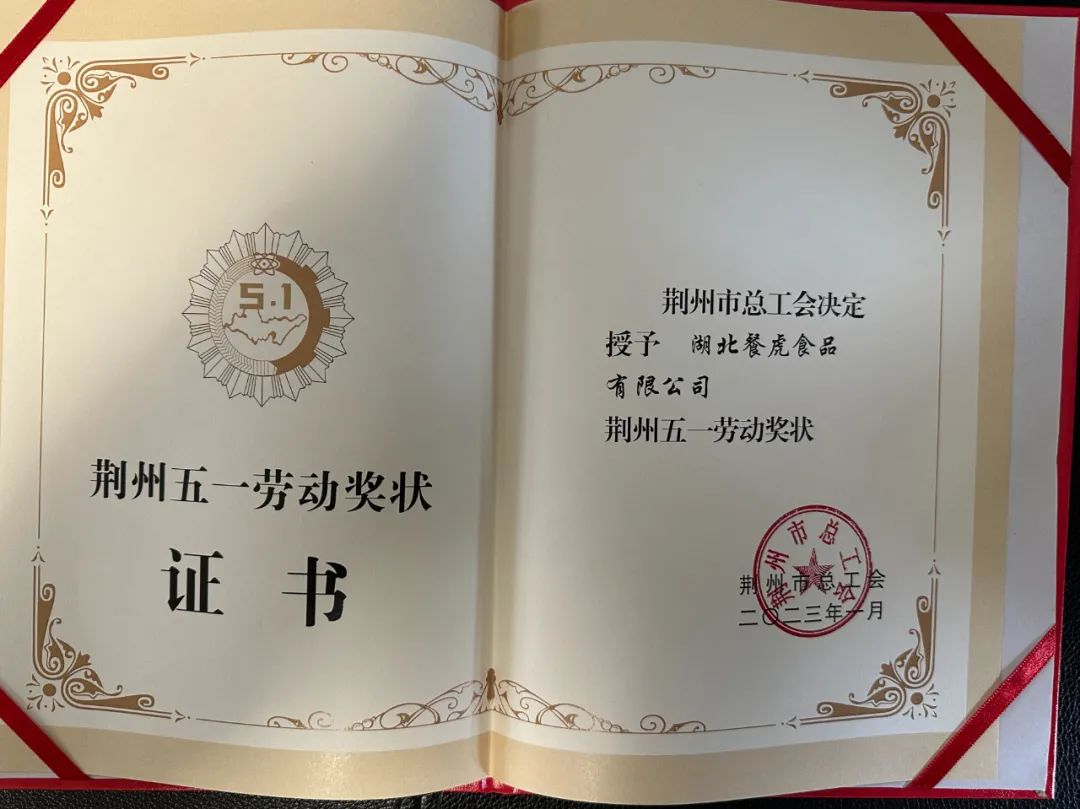 5.1
荆州五一劳动奖状
证书
荆州市总工会决定
授予 湖北餐虎食品
有限公司
荆州五一劳动奖状
荆州市总工会
荆州市总工会
二〇二三年一月